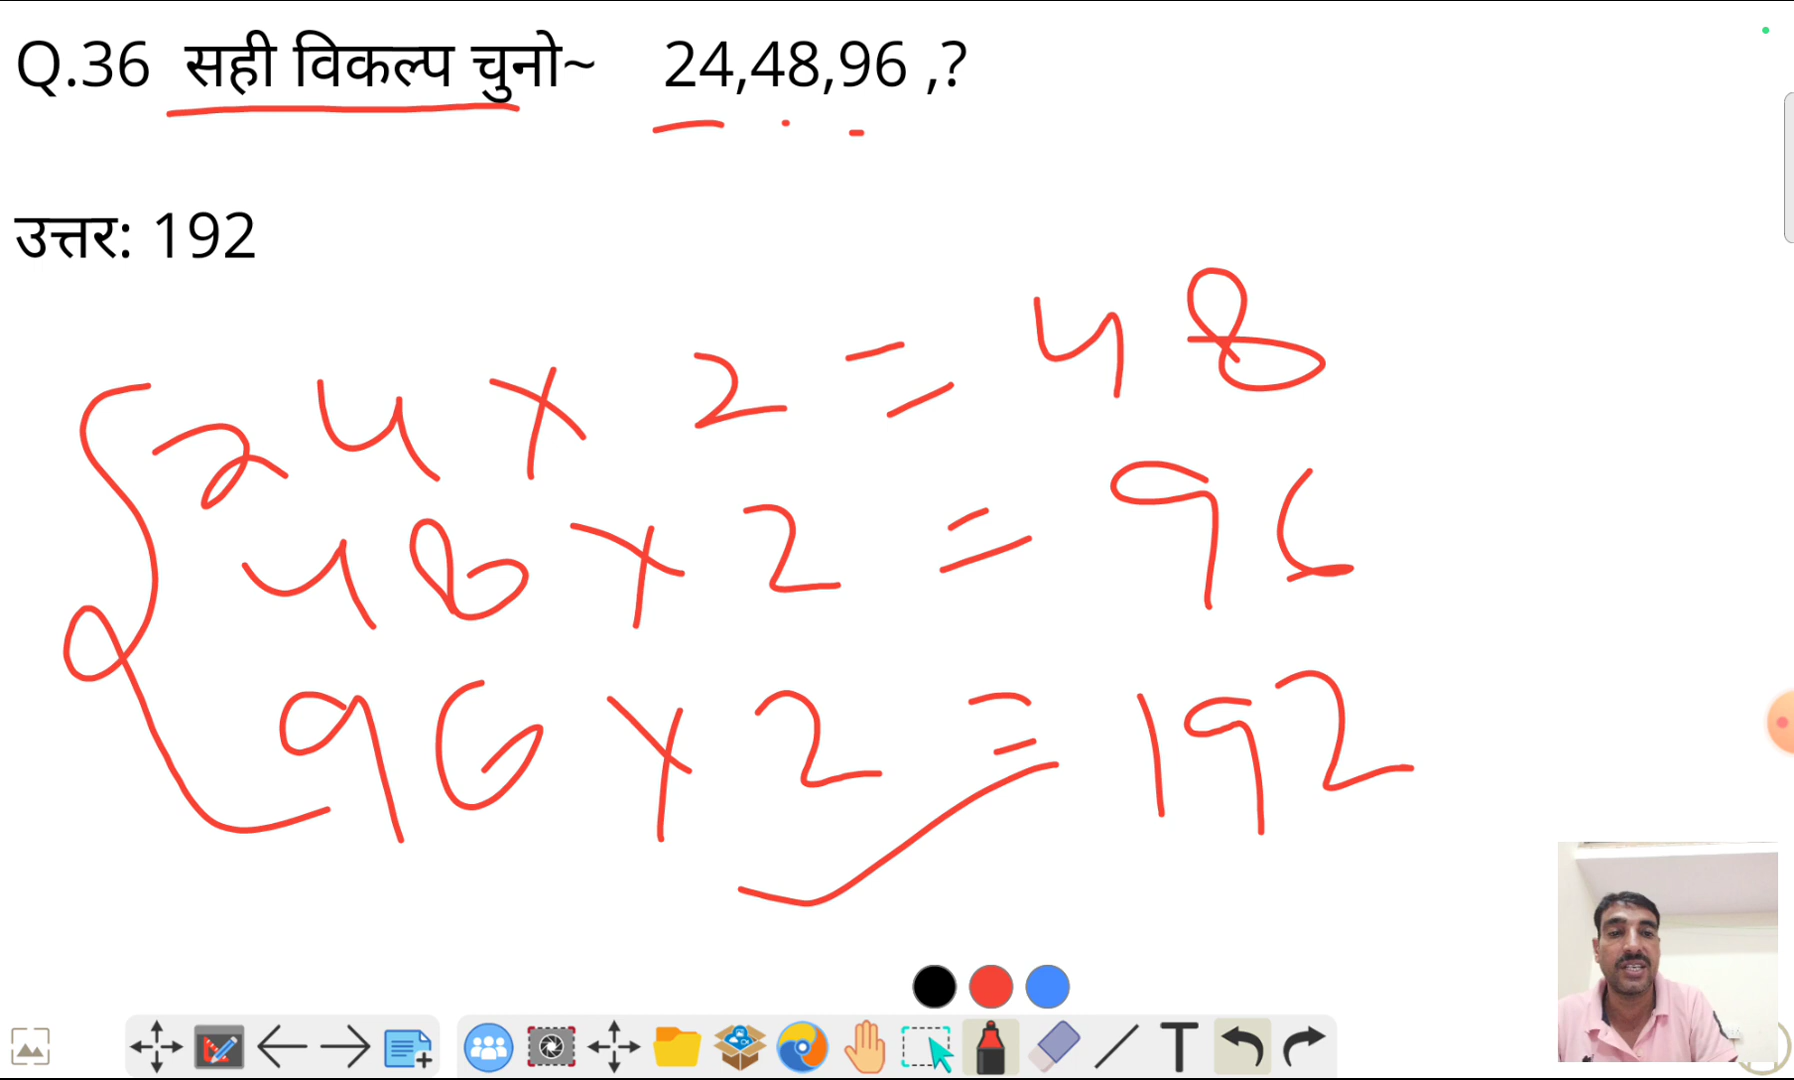 Q.36 सही विकल्प चुनो~ 24,48,96 ,?
उत्तर: 192
24 × 2 = 48
48 × 2 = 96
96 × 2 = 192
T